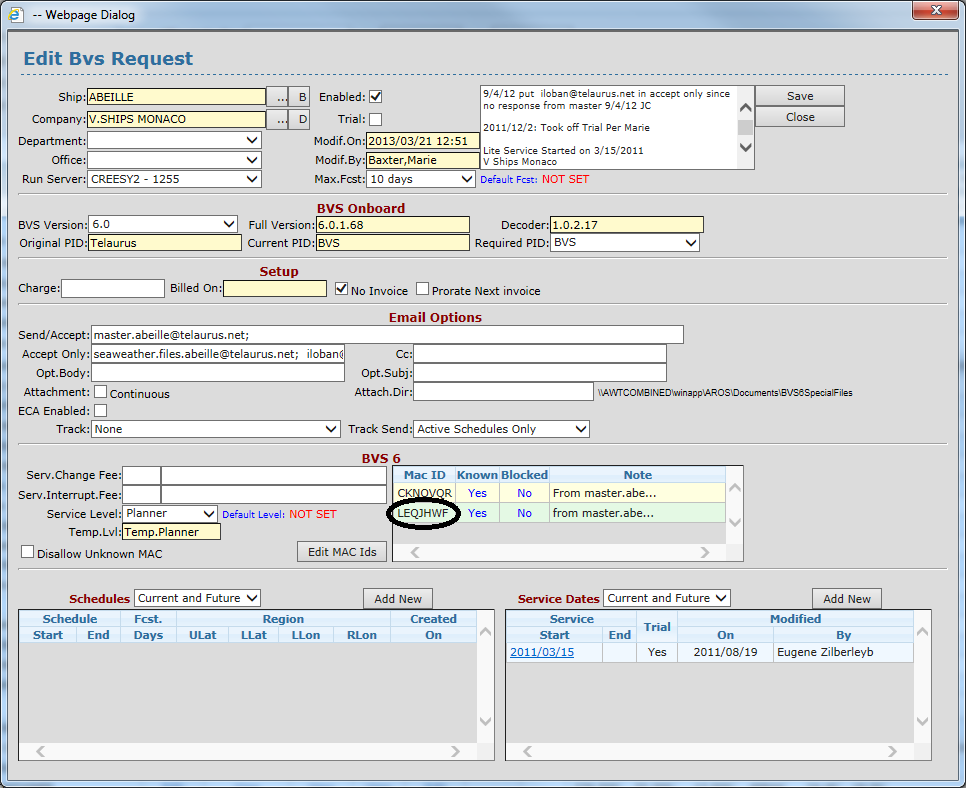 -- Webpage Dialog
Edit Bvs Request
Ship: ABEILLE ... B Enabled:
Company: V.SHIPS MONACO ... D Trial:
Department: Modif.On: 2013/03/21 12:51
Office: Modif.By: Baxter,Marie
Run Server: CREESY2 - 1255 Max.Fcst: 10 days Default Fcst: NOT SET
9/4/12 put iloban@telaurus.net in accept only since
no response from master 9/4/12 JC
2011/12/2: Took off Trial Per Marie
Lite Service Started on 3/15/2011
V Ships Monaco
Save
Close
BVS Onboard
BVS Version: 6.0 Full Version: 6.0.1.68 Decoder: 1.0.2.17
Original PID: Telaurus Current PID: BVS Required PID: BVS
Setup
Charge: Billed On: No Invoice Prorate Next invoice
Email Options
Send/Accept: master.abeille@telaurus.net;
Accept Only: seaweather.files.abeille@telaurus.net; iloban@ Cc:
Opt.Body: Opt.Subj:
Attachment: Continuous Attach.Dir: \\AWTCOMBINED\winapp\AROS\Documents\BVS6SpecialFiles
ECA Enabled:
Track: None Track Send: Active Schedules Only
BVS 6
Serv.Change Fee:
Serv.Interrupt.Fee:
Service Level: Planner Default Level: NOT SET
Temp.Lvl: Temp.Planner
Disallow Unknown MAC Edit MAC Ids
Mac ID Known Blocked Note
CKNOVQR Yes No From master.abe...
LEQJHWF Yes No from master.abe...
Schedules Current and Future Add New
Schedule Fcst. Region Created
Start End Days ULat LLat LLon RLon On
Service Dates Current and Future Add New
Service Trial Modified
Start End On By
2011/03/15 Yes 2011/08/19 Eugene Zilberleyb